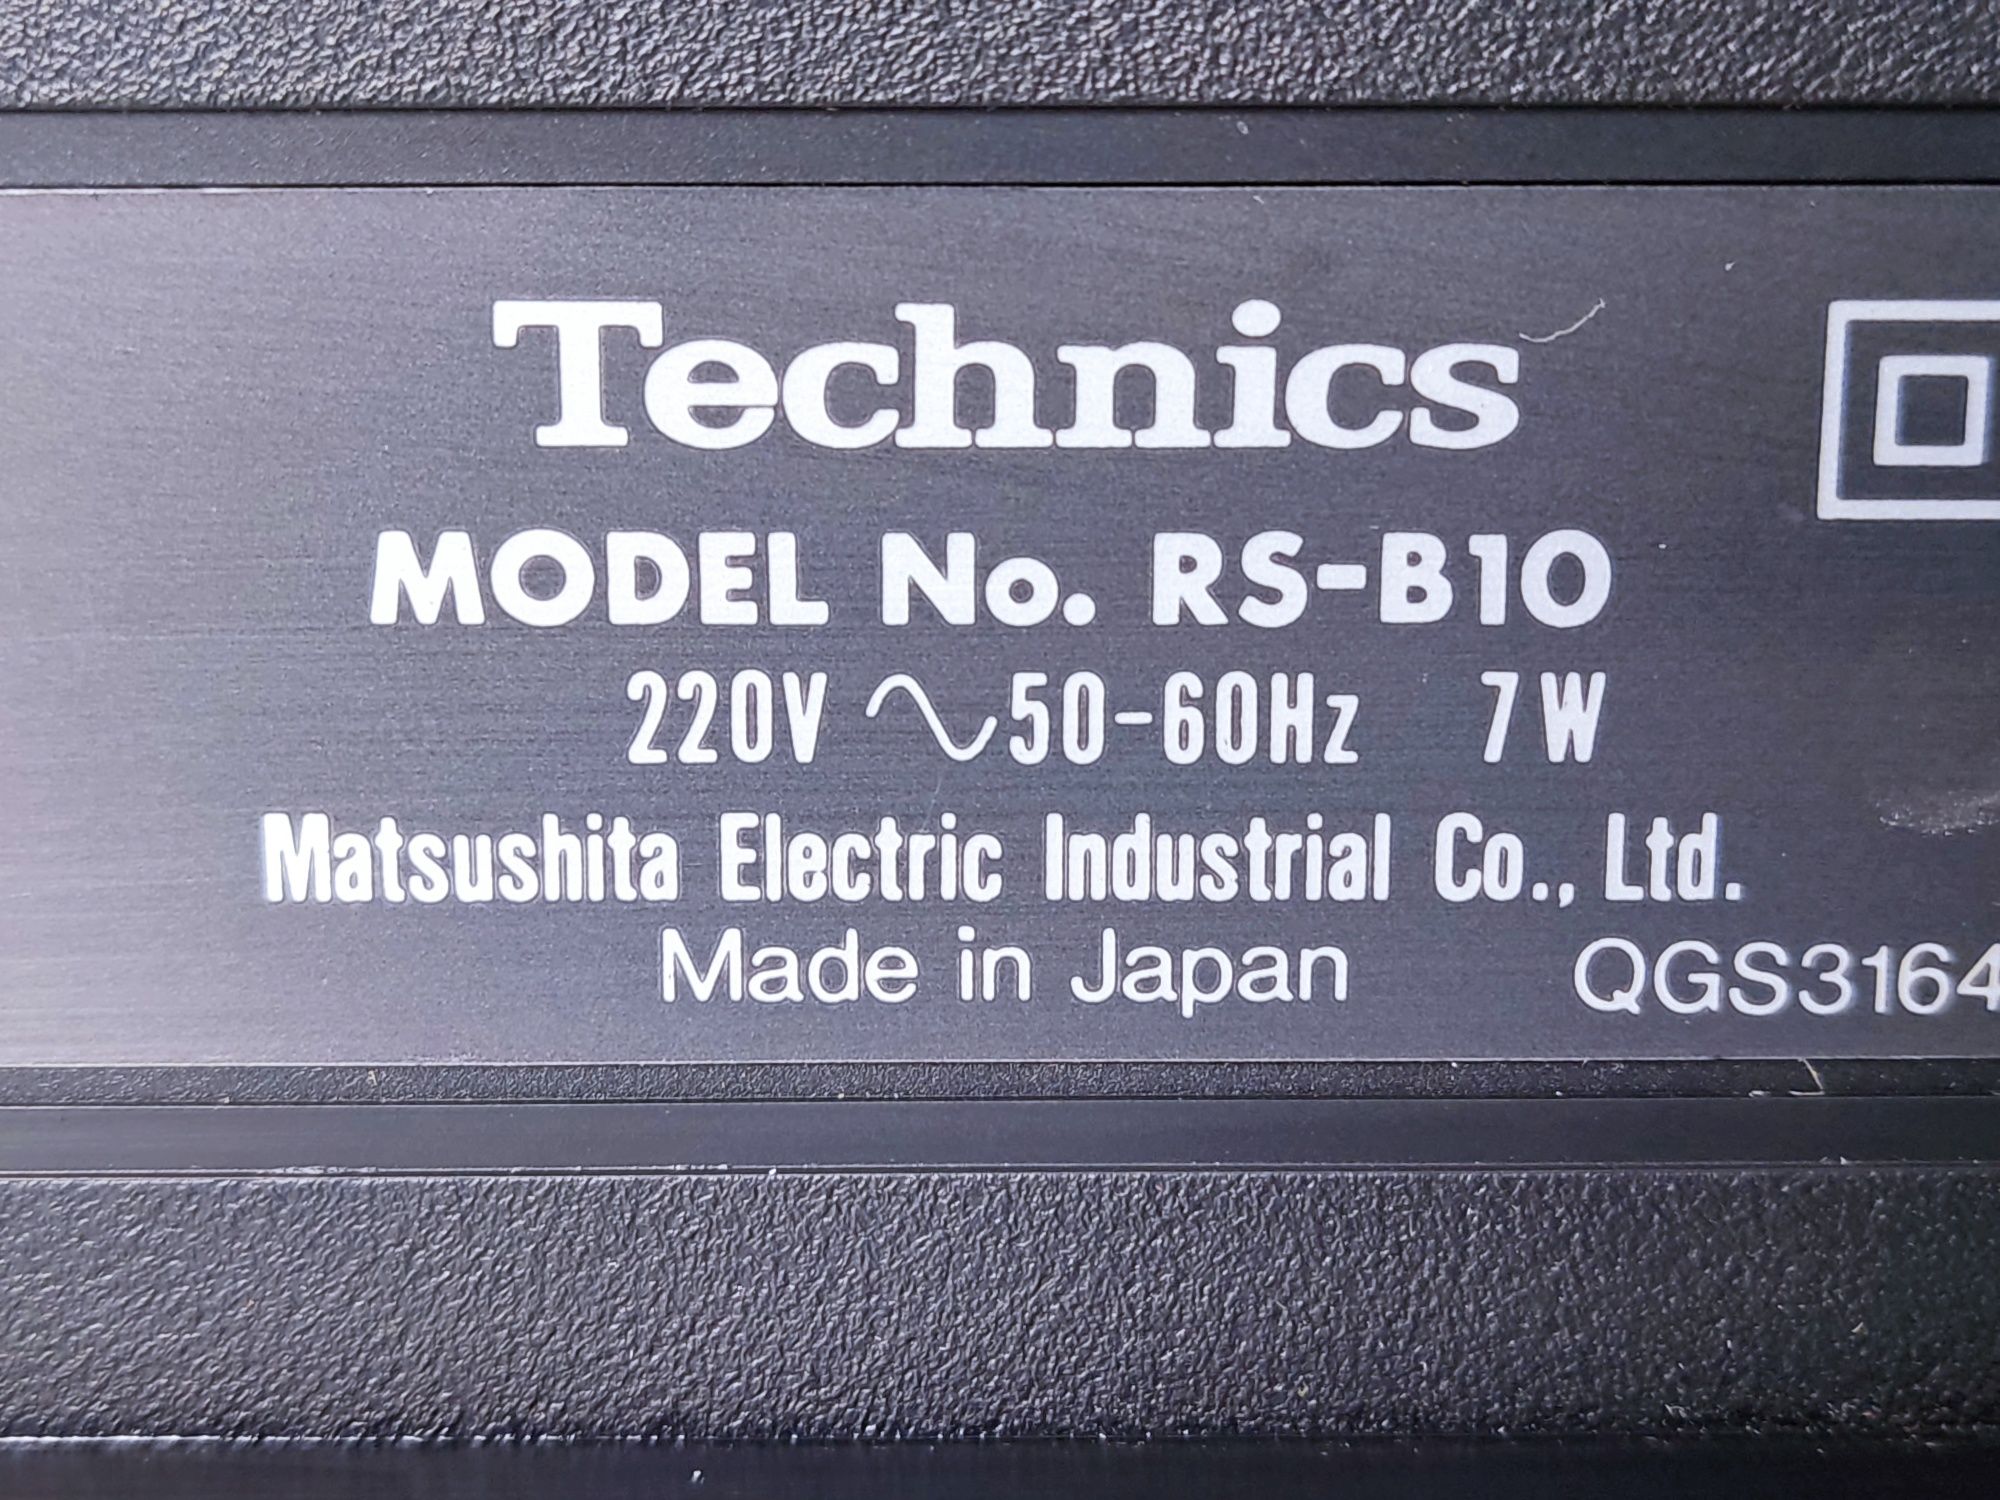 Technics
MODEL No. RS-B10
220V ∿ 50-60Hz 7W
Matsushita Electric Industrial Co., Ltd.
Made in Japan QGS3164